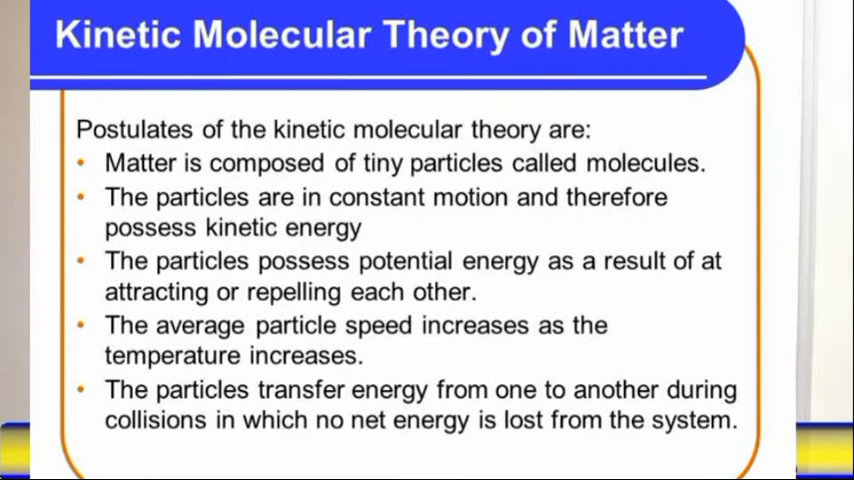 Kinetic Molecular Theory of Matter
Postulates of the kinetic molecular theory are:
• Matter is composed of tiny particles called molecules.
• The particles are in constant motion and therefore
possess kinetic energy
• The particles possess potential energy as a result of at
attracting or repelling each other.
• The average particle speed increases as the
temperature increases.
• The particles transfer energy from one to another during
collisions in which no net energy is lost from the system.